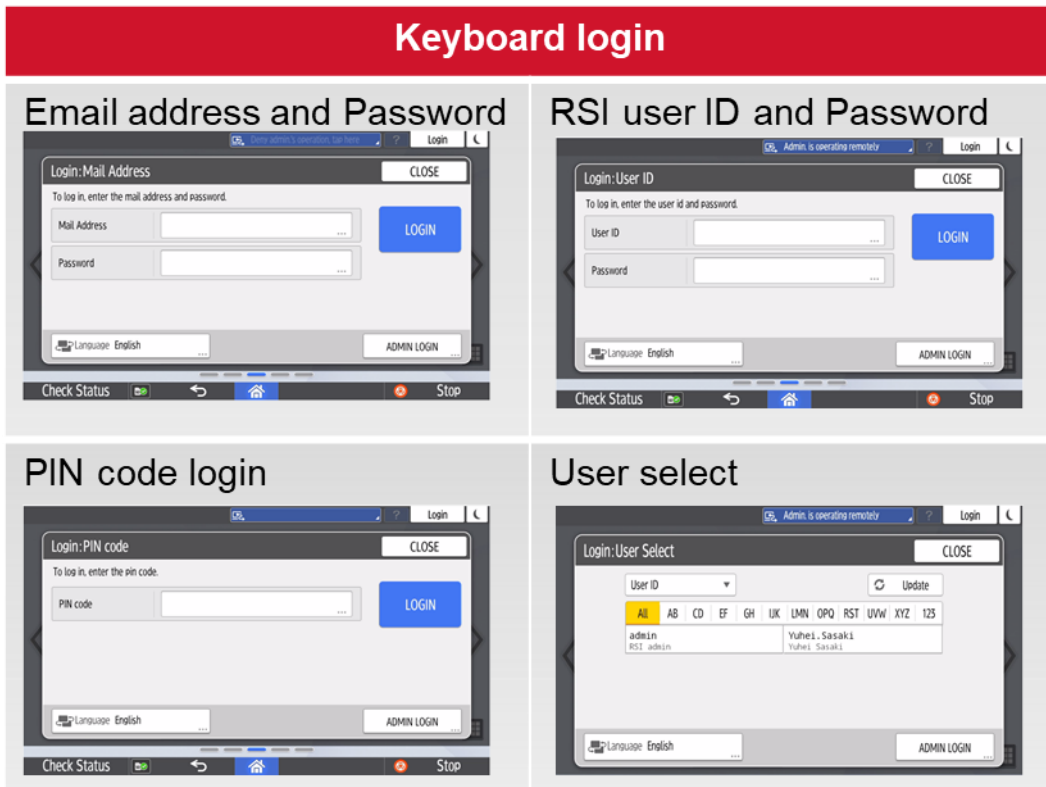 Keyboard login
Email address and Password
Deny admin's operation, tap here
?
Login
Login:Mail Address
CLOSE
To log in, enter the mail address and password.
Mail Address
...
LOGIN
Password
...
Language English
...
ADMIN LOGIN
...
Check Status
Stop
RSI user ID and Password
Admin. is operating remotely
?
Login
Login:User ID
CLOSE
To log in, enter the user id and password.
User ID
...
LOGIN
Password
...
Language English
...
ADMIN LOGIN
...
Check Status
Stop
PIN code login
?
Login
Login:PIN code
CLOSE
To log in, enter the pin code.
PIN code
...
LOGIN
Language English
...
ADMIN LOGIN
...
Check Status
Stop
User select
Admin. is operating remotely
?
Login
Login:User Select
CLOSE
User ID
Update
All AB CD EF GH IJK LMN OPQ RST UVW XYZ 123
admin
RSI admin
Yuhei.Sasaki
Yuhei Sasaki
Language English
...
ADMIN LOGIN
...